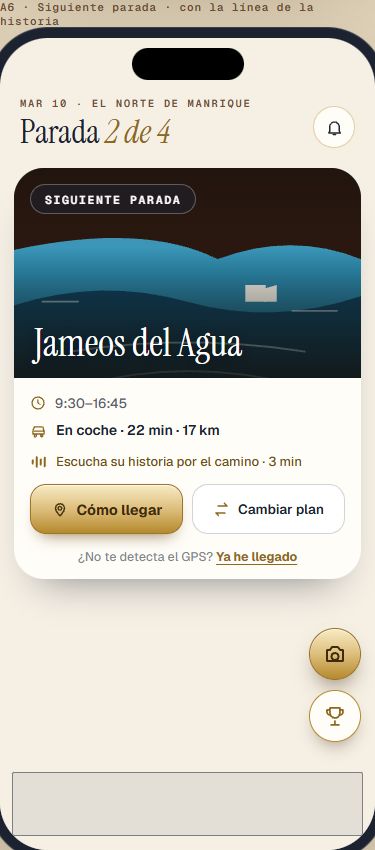 A6 · Siguiente parada · con la línea de la
historia
MAR 10 · EL NORTE DE MANRIQUE
Parada 2 de 4
SIGUIENTE PARADA
Jameos del Agua
9:30–16:45
En coche · 22 min · 17 km
Escucha su historia por el camino · 3 min
Cómo llegar
Cambiar plan
¿No te detecta el GPS? Ya he llegado